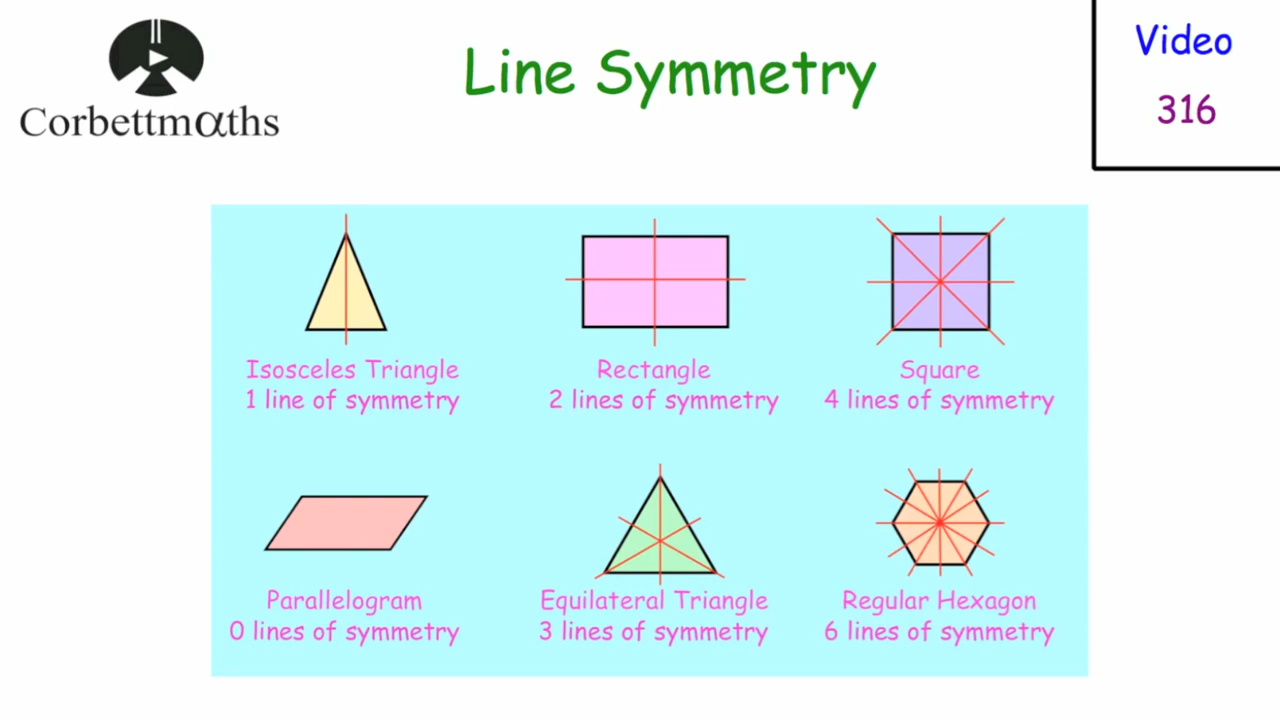 Corbettmαths
Line Symmetry
Video
316
Isosceles Triangle
1 line of symmetry
Rectangle
2 lines of symmetry
Square
4 lines of symmetry
Parallelogram
0 lines of symmetry
Equilateral Triangle
3 lines of symmetry
Regular Hexagon
6 lines of symmetry